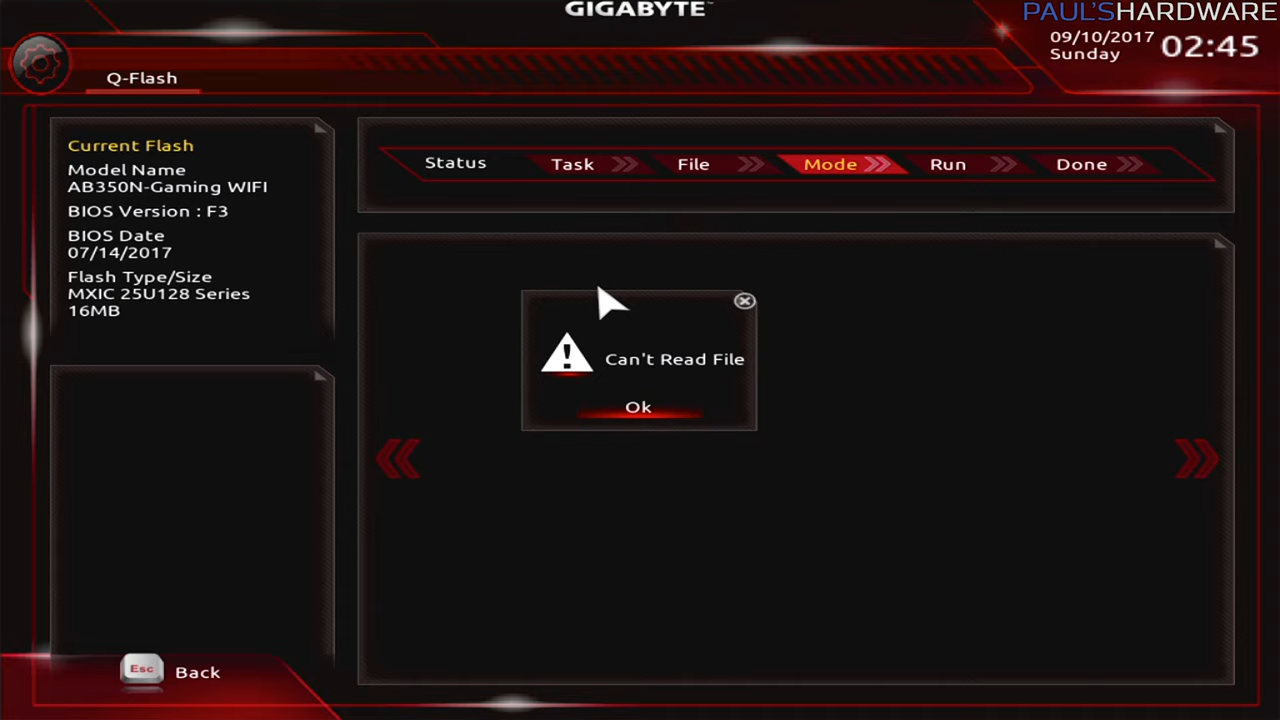 GIGABYTE™
PAUL'SHARDWARE
09/10/2017
Sunday
02:45
Q-Flash
Current Flash
Model Name
AB350N-Gaming WIFI
BIOS Version : F3
BIOS Date
07/14/2017
Flash Type/Size
MXIC 25U128 Series
16MB
Status Task File Mode Run Done
Can't Read File
Ok
Esc Back